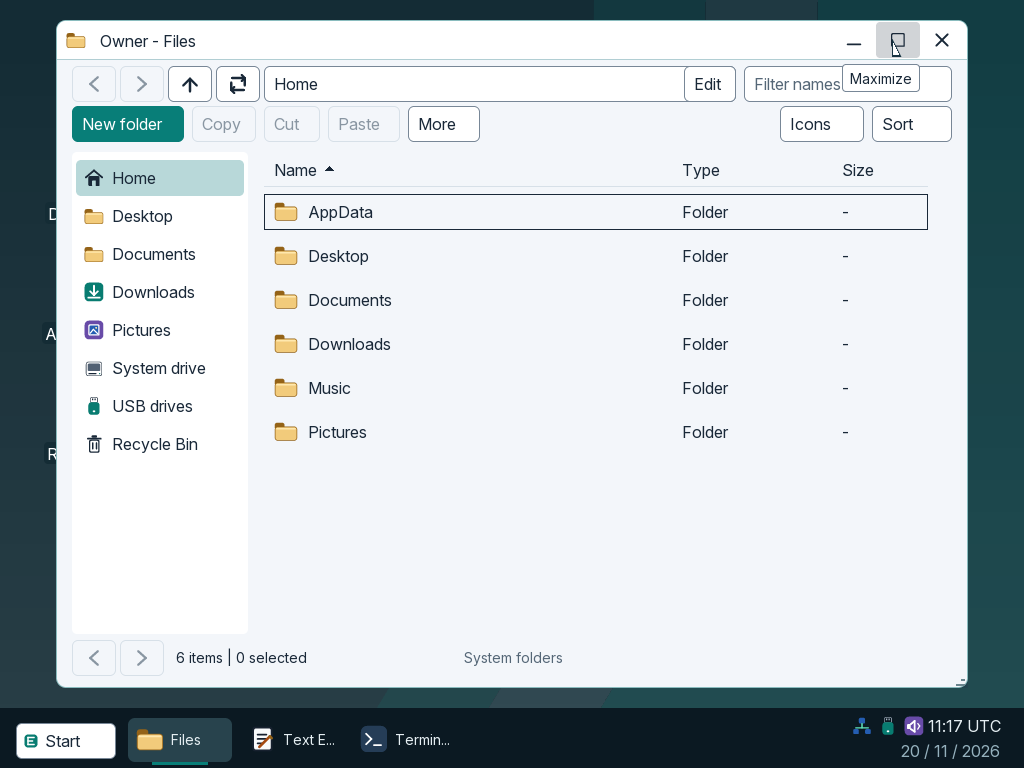 Owner - Files
Home
Edit
Filter names
Maximize
New folder
Copy
Cut
Paste
More
Icons
Sort
Home
Desktop
Documents
Downloads
Pictures
System drive
USB drives
Recycle Bin
Name Type Size
AppData Folder -
Desktop Folder -
Documents Folder -
Downloads Folder -
Music Folder -
Pictures Folder -
6 items | 0 selected
System folders
D
A
R
Start
Files
Text E...
Termin...
11:17 UTC
20 / 11 / 2026